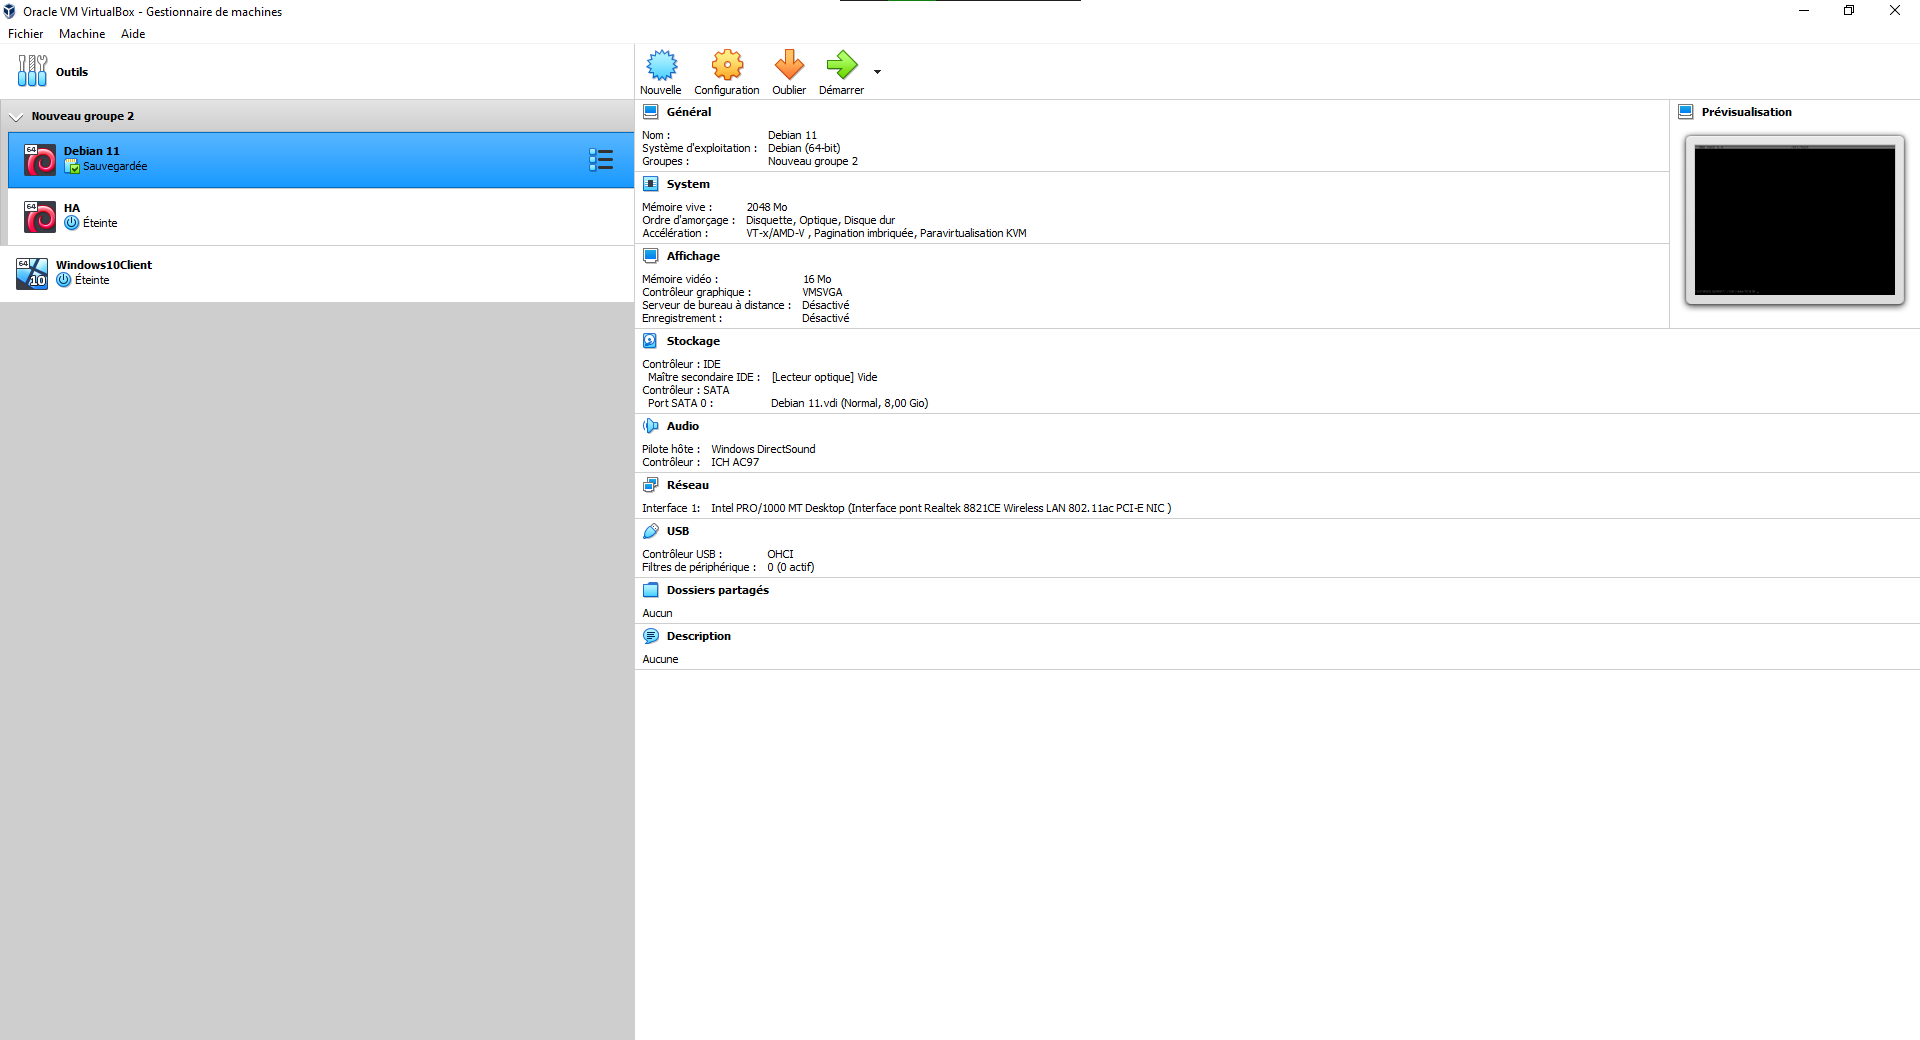 Oracle VM VirtualBox - Gestionnaire de machines
Fichier Machine Aide
Outils
Nouvelle Configuration Oublier Démarrer
Nouveau groupe 2
64
Debian 11
Sauvegardée
64
HA
Éteinte
64
10
Windows10Client
Éteinte
Général
Nom : Debian 11
Système d'exploitation : Debian (64-bit)
Groupes : Nouveau groupe 2
System
Mémoire vive : 2048 Mo
Ordre d'amorçage : Disquette, Optique, Disque dur
Accélération : VT-x/AMD-V , Pagination imbriquée, Paravirtualisation KVM
Affichage
Mémoire vidéo : 16 Mo
Contrôleur graphique : VMSVGA
Serveur de bureau à distance : Désactivé
Enregistrement : Désactivé
Prévisualisation
Stockage
Contrôleur : IDE
Maître secondaire IDE : [Lecteur optique] Vide
Contrôleur : SATA
Port SATA 0 : Debian 11.vdi (Normal, 8,00 Gio)
Audio
Pilote hôte : Windows DirectSound
Contrôleur : ICH AC97
Réseau
Interface 1: Intel PRO/1000 MT Desktop (Interface pont Realtek 8821CE Wireless LAN 802.11ac PCI-E NIC )
USB
Contrôleur USB : OHCI
Filtres de périphérique : 0 (0 actif)
Dossiers partagés
Aucun
Description
Aucune